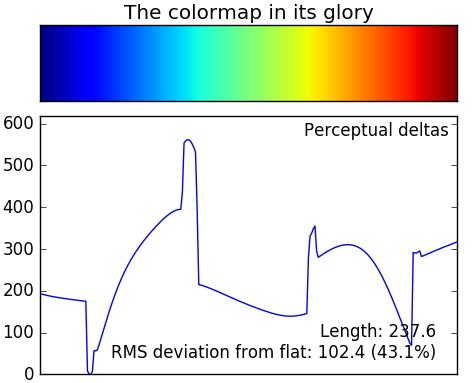 The colormap in its glory
600
Perceptual deltas
500
400
300
200
100
Length: 237.6
RMS deviation from flat: 102.4 (43.1%)
0